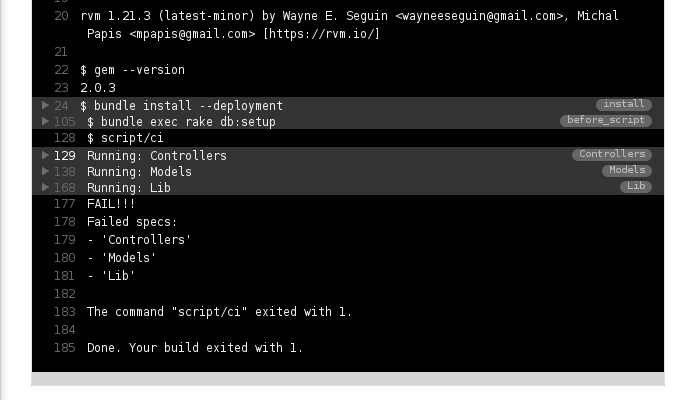 20 rvm 1.21.3 (latest-minor) by Wayne E. Seguin <wayneeseguin@gmail.com>, Michal
Papis <mpapis@gmail.com> [https://rvm.io/]
21
22 $ gem --version
23 2.0.3
24 $ bundle install --deployment install
105 $ bundle exec rake db:setup before_script
128 $ script/ci
129 Running: Controllers Controllers
138 Running: Models Models
168 Running: Lib Lib
177 FAIL!!!
178 Failed specs:
179 - 'Controllers'
180 - 'Models'
181 - 'Lib'
182
183 The command "script/ci" exited with 1.
184
185 Done. Your build exited with 1.